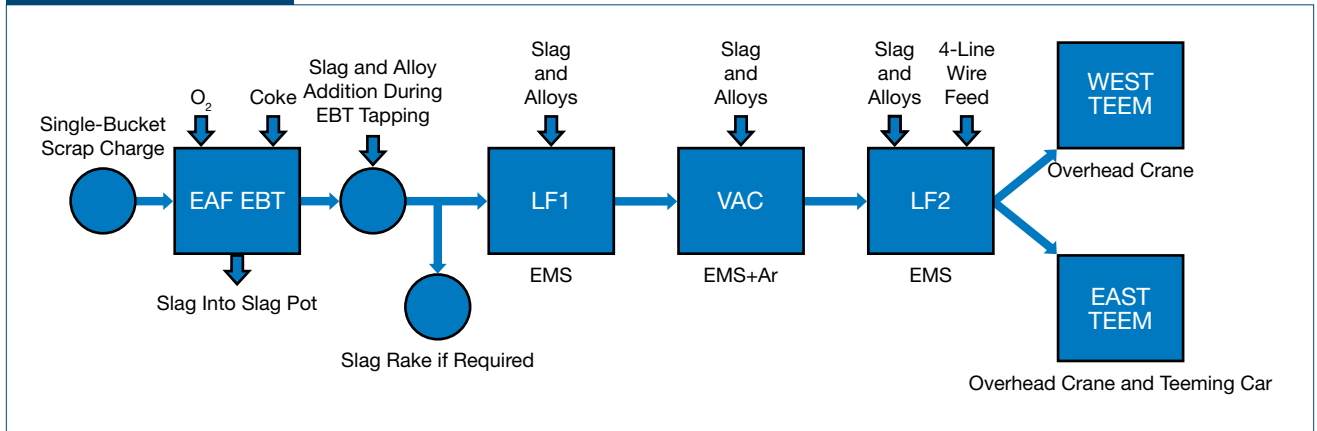 Single-Bucket
Scrap Charge
O₂
Coke
EAF EBT
Slag Into Slag Pot
Slag and Alloy
Addition During
EBT Tapping
Slag Rake if Required
Slag
and
Alloys
LF1
EMS
Slag
and
Alloys
VAC
EMS+Ar
Slag
and
Alloys
4-Line
Wire
Feed
LF2
EMS
WEST
TEEM
Overhead Crane
EAST
TEEM
Overhead Crane and Teeming Car